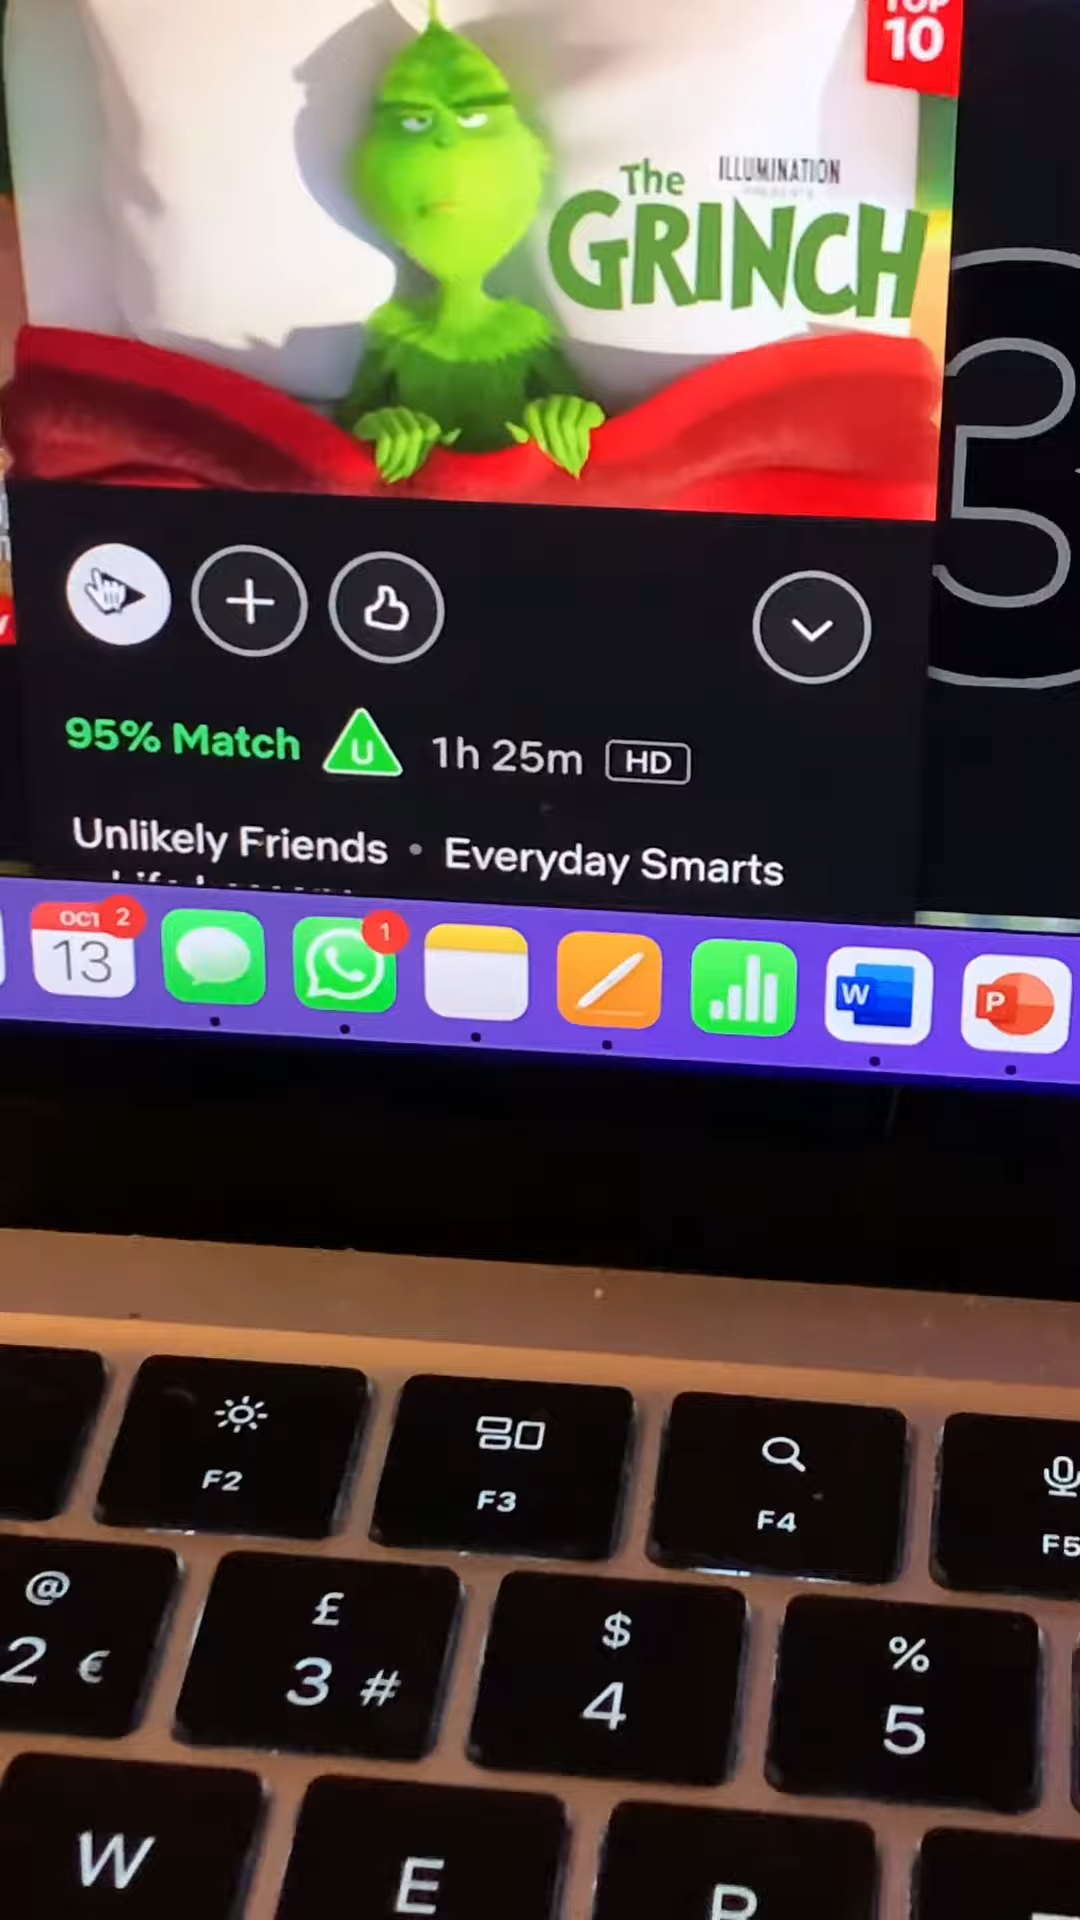 TOP
10
The ILLUMINATION
GRINCH
3
95% Match U 1h 25m HD
Unlikely Friends • Everyday Smarts
OCT 2 1
13
W P
F2 F3 F4 F5
@ £ $ %
2 € 3 # 4 5
W E R